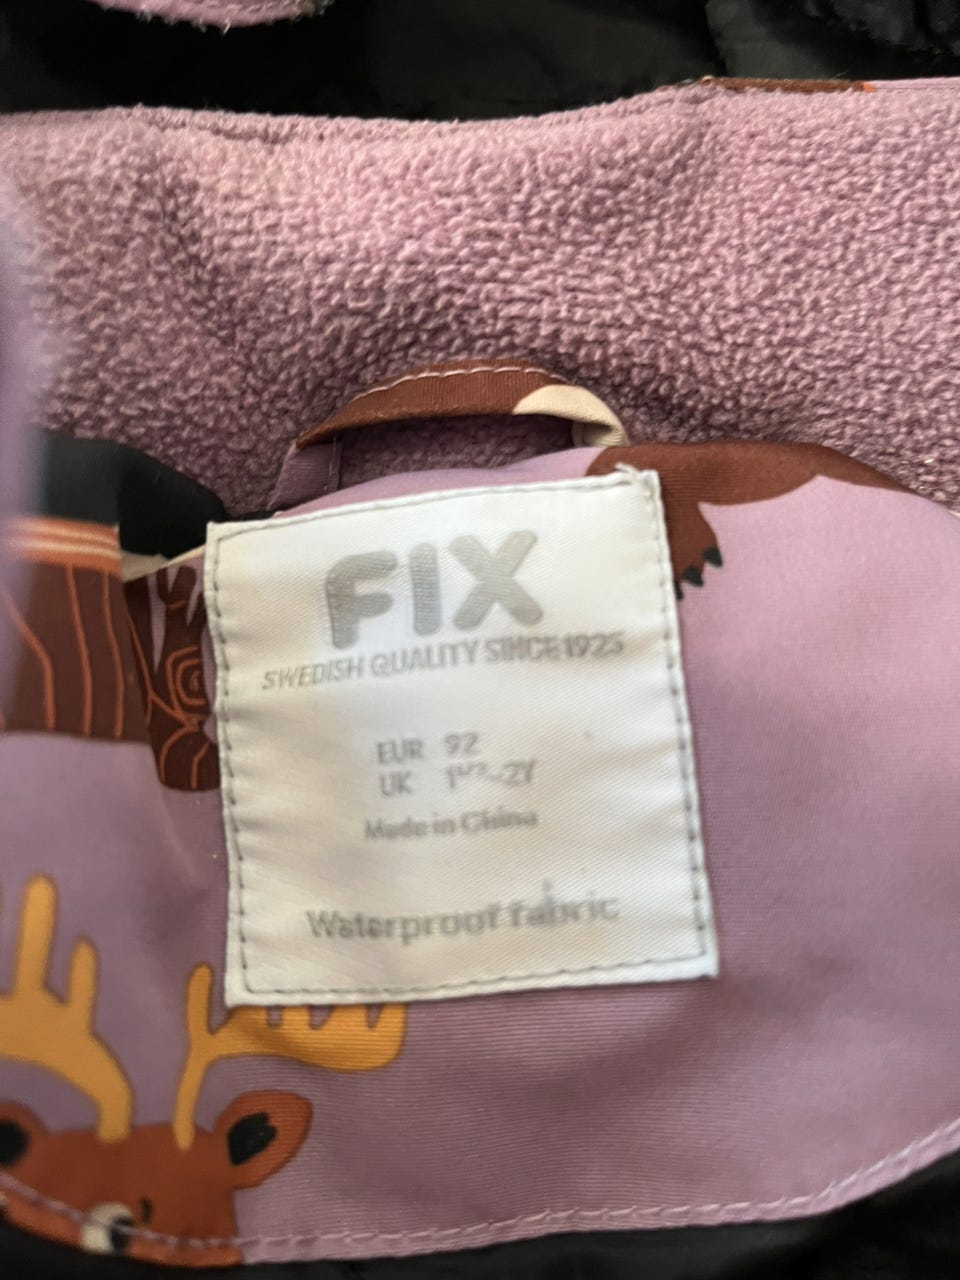 FIX
SWEDISH QUALITY SINCE 1925
EUR 92
UK 1½-2Y
Made in China
Waterproof fabric